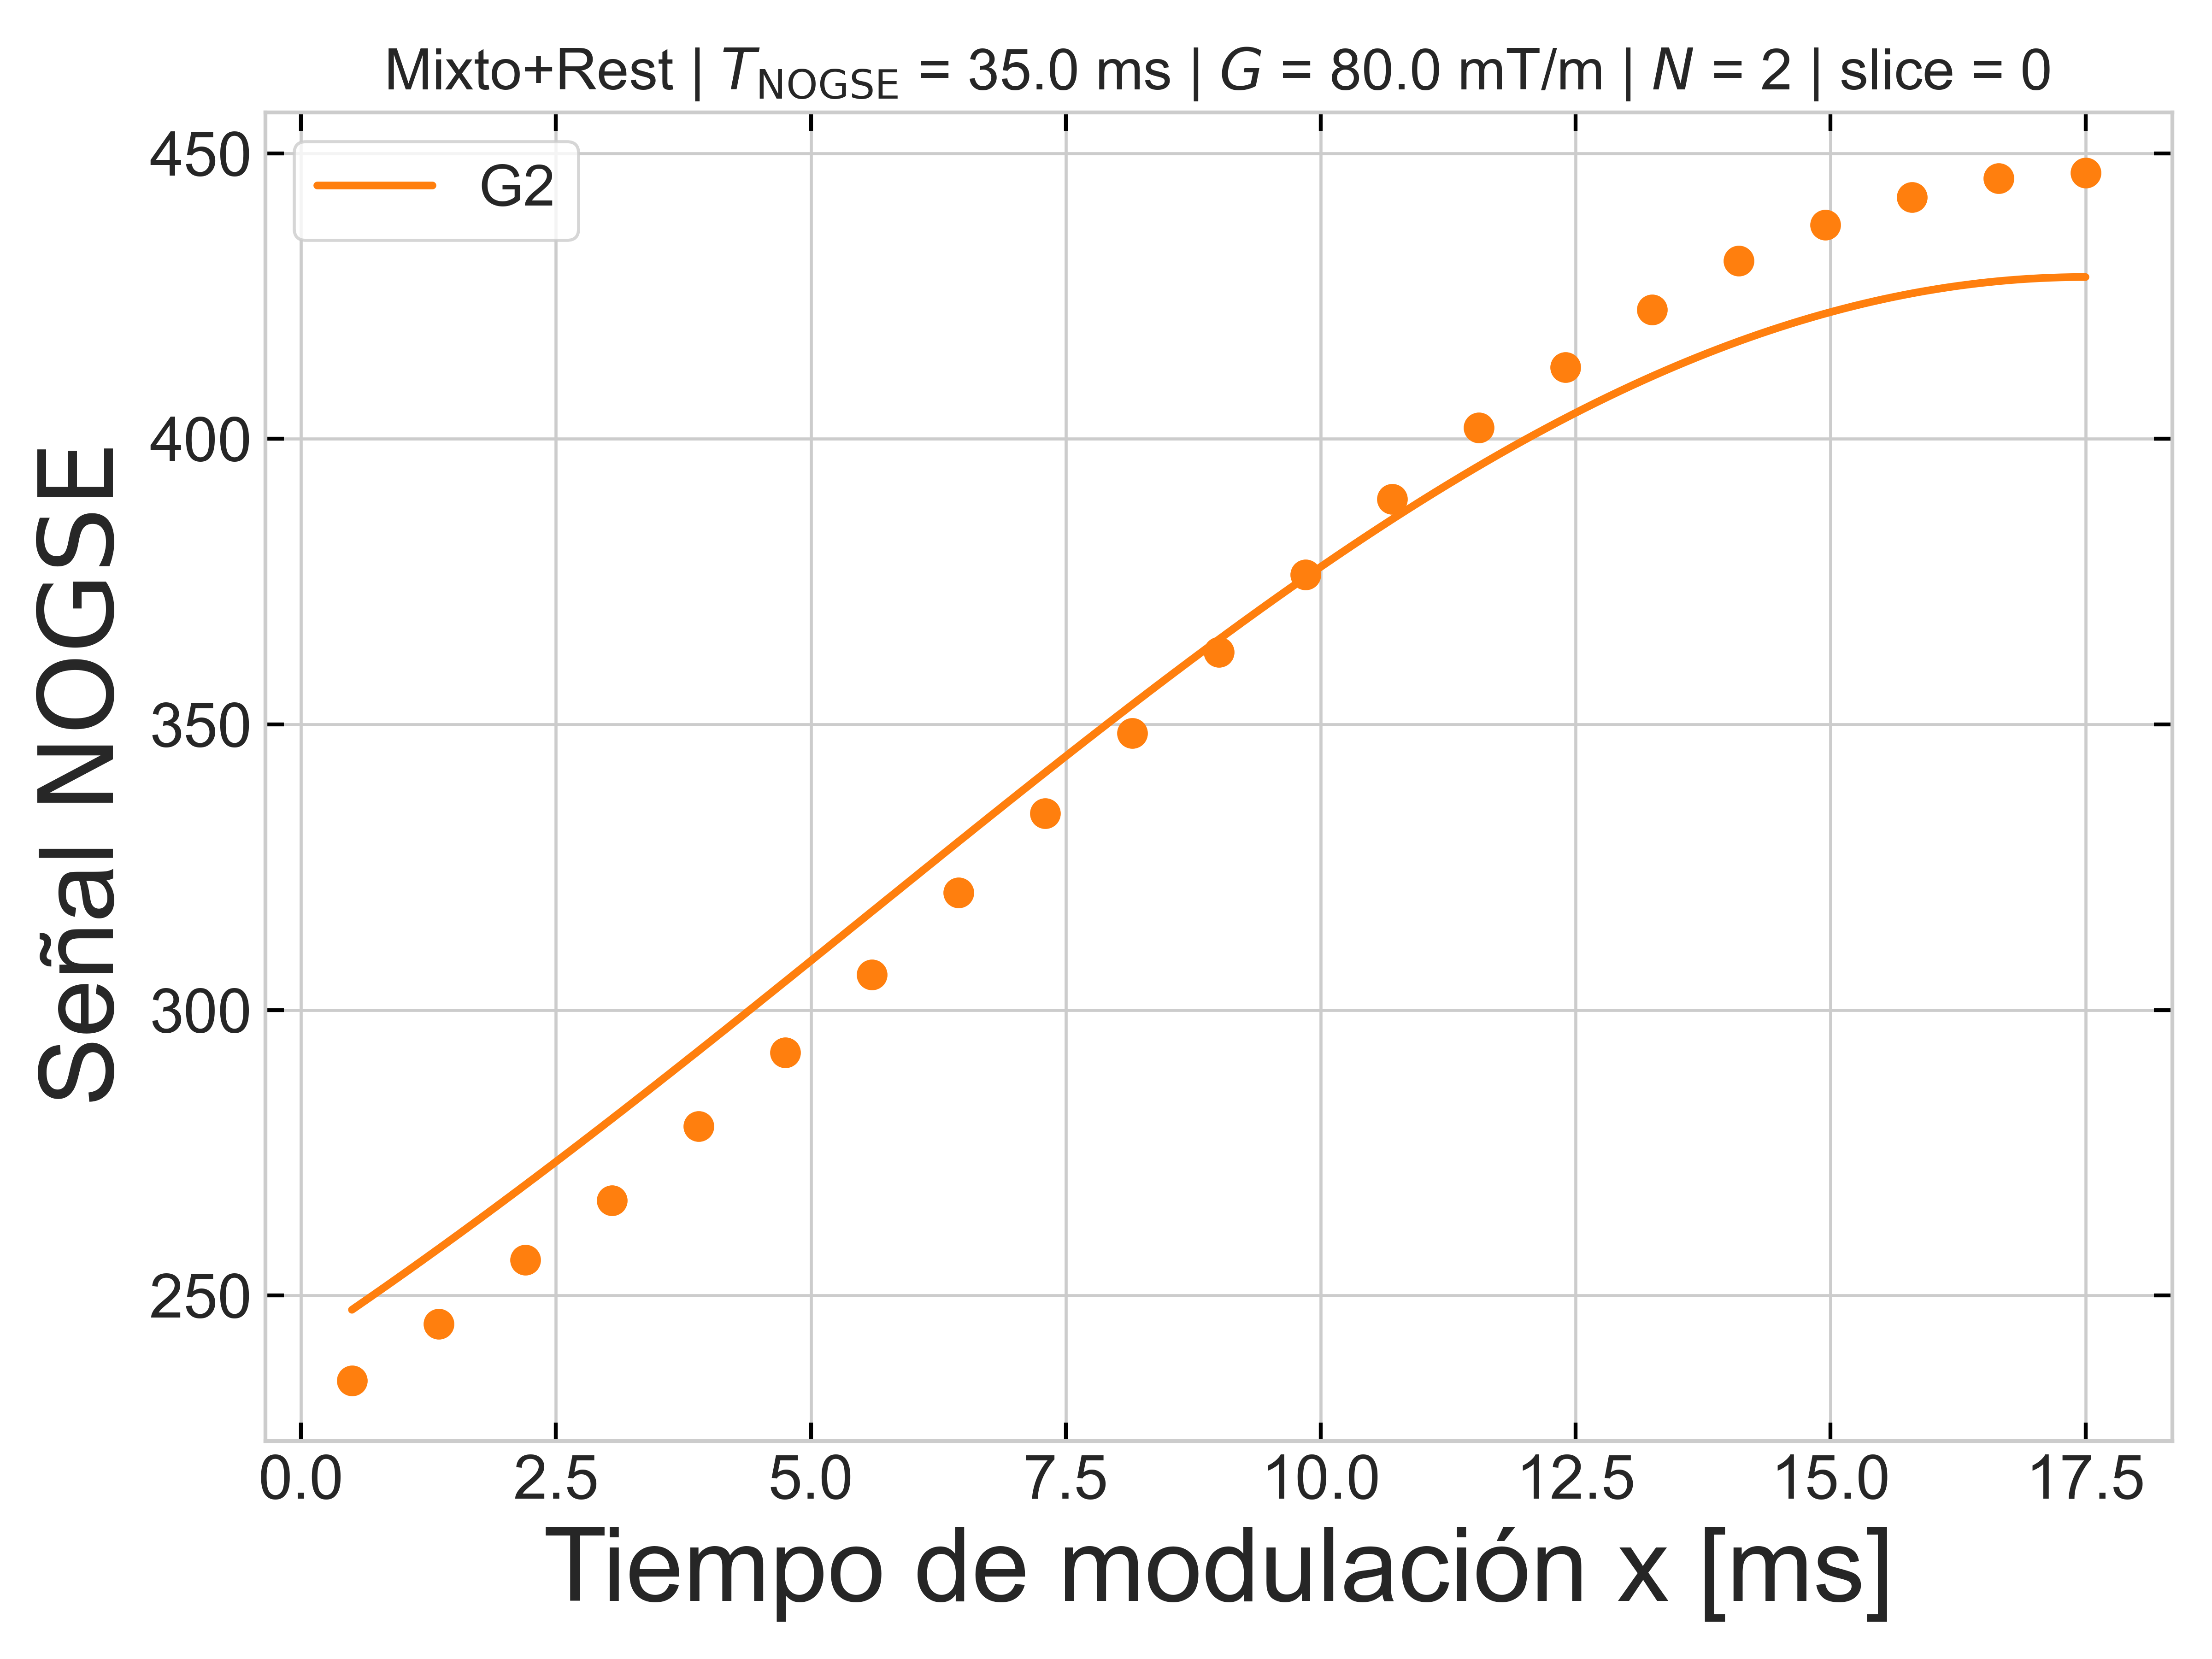 Mixto+Rest | T_NOGSE = 35.0 ms | G = 80.0 mT/m | N = 2 | slice = 0
G2
450
400
350
300
250
Señal NOGSE
0.0 2.5 5.0 7.5 10.0 12.5 15.0 17.5
Tiempo de modulación x [ms]